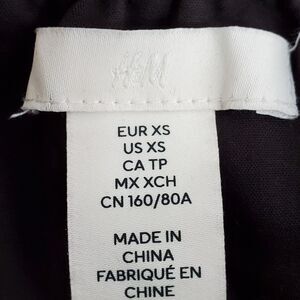 H&M
EUR XS
US XS
CA TP
MX XCH
CN 160/80A
MADE IN
CHINA
FABRIQUÉ EN
CHINE